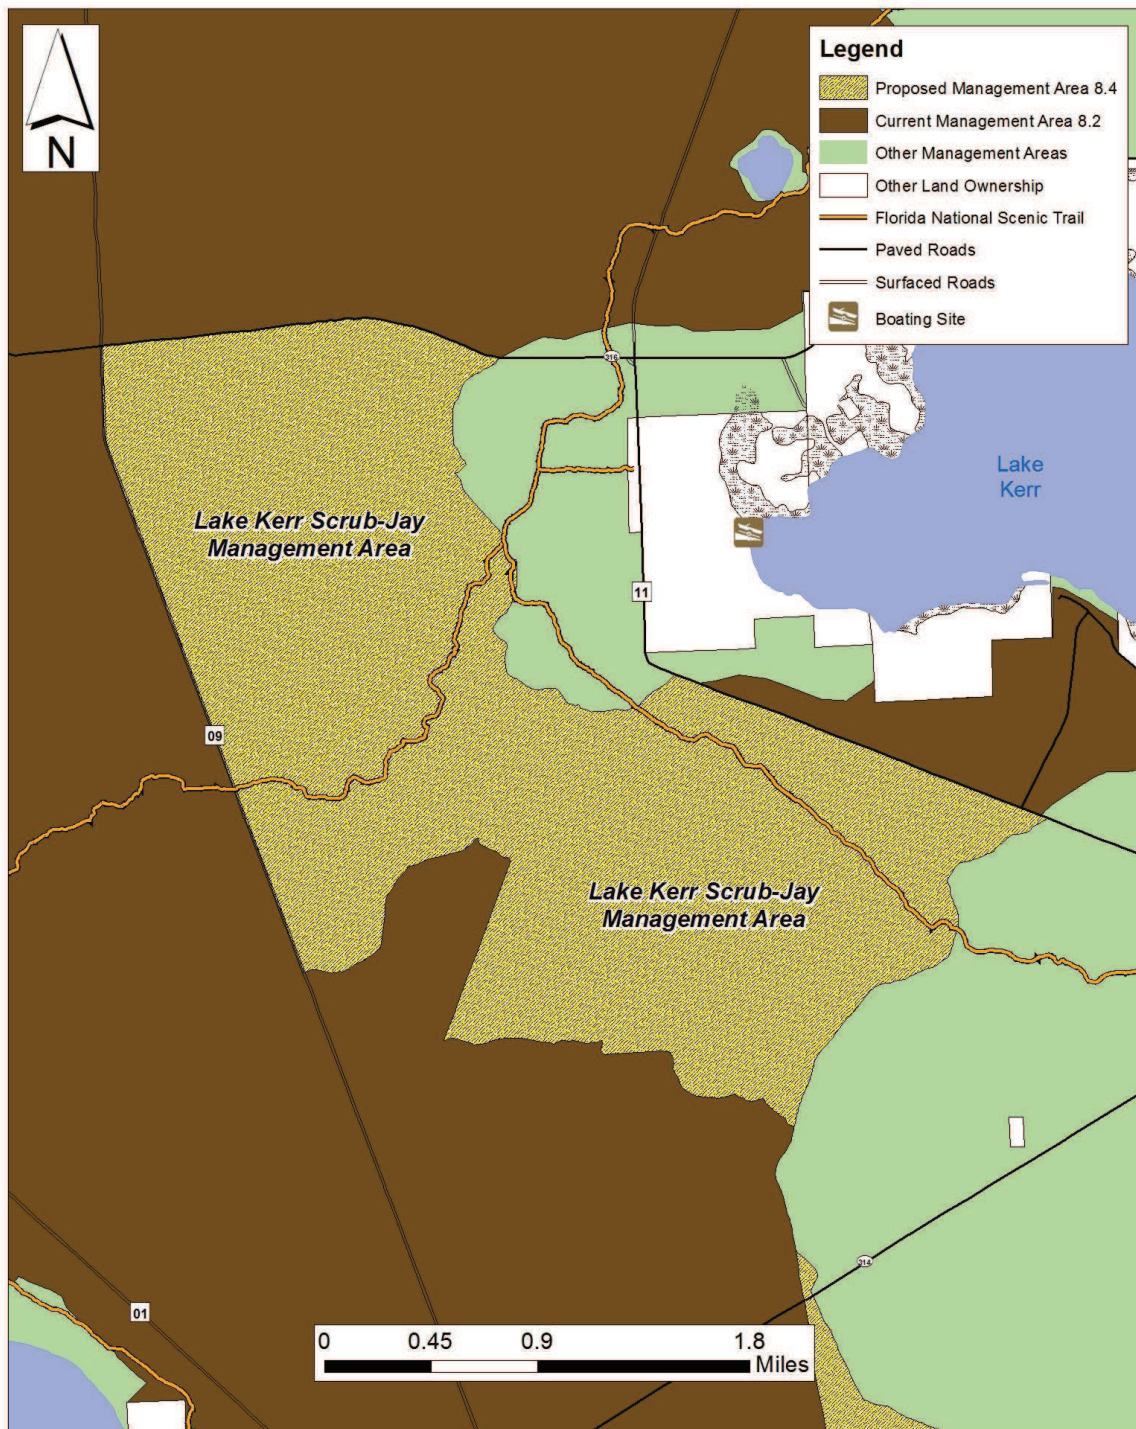 N
Legend
Proposed Management Area 8.4
Current Management Area 8.2
Other Management Areas
Other Land Ownership
Florida National Scenic Trail
Paved Roads
Surfaced Roads
Boating Site
316
Lake
Kerr
Lake Kerr Scrub-Jay
Management Area
11
09
Lake Kerr Scrub-Jay
Management Area
314
01
0 0.45 0.9 1.8
Miles